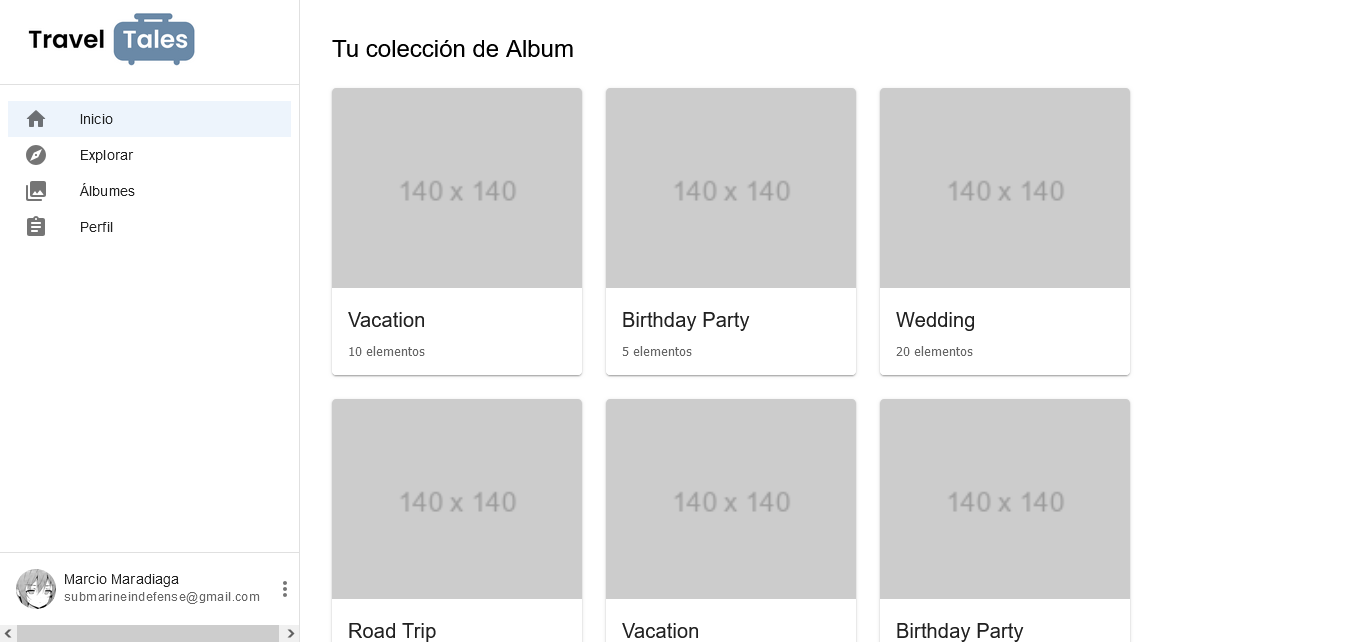 Travel Tales
Inicio
Explorar
Álbumes
Perfil
Marcio Maradiaga
submarineindefense@gmail.com
Tu colección de Album
140 x 140
140 x 140
140 x 140
Vacation
10 elementos
Birthday Party
5 elementos
Wedding
20 elementos
140 x 140
140 x 140
140 x 140
Road Trip
Vacation
Birthday Party